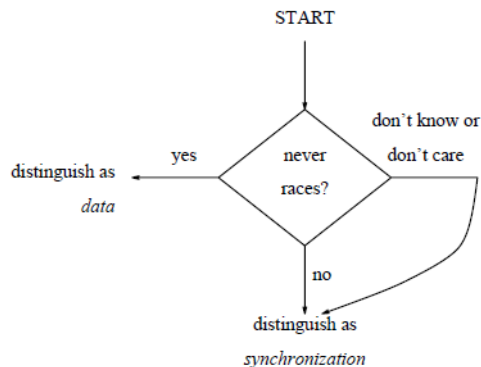 START
don't know or
don't care
yes
never
races?
distinguish as
data
no
distinguish as
synchronization